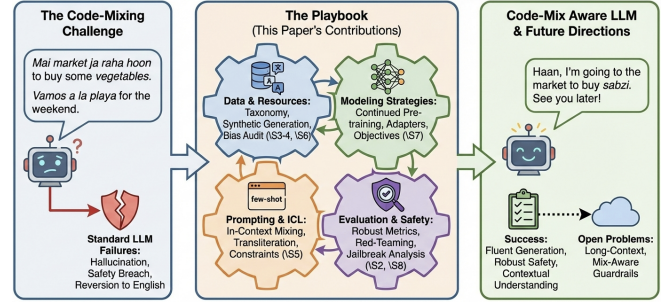 The Code-Mixing
Challenge
Mai market ja raha hoon
to buy some vegetables.
Vamos a la playa for the
weekend.
?
Standard LLM
Failures:
Hallucination,
Safety Breach,
Reversion to English
The Playbook
(This Paper's Contributions)
Data & Resources:
Taxonomy,
Synthetic Generation,
Bias Audit (\S3-4, \S6)
Modeling Strategies:
Continued Pre-
training, Adapters,
Objectives (\S7)
few-shot
Prompting & ICL:
In-Context Mixing,
Transliteration,
Constraints (\S5)
Evaluation & Safety:
Robust Metrics,
Red-Teaming,
Jailbreak Analysis
(\S2, \S8)
Code-Mix Aware LLM
& Future Directions
Haan, I'm going to the
market to buy sabzi.
See you later!
Success:
Fluent Generation,
Robust Safety,
Contextual
Understanding
Open Problems:
Long-Context,
Mix-Aware
Guardrails